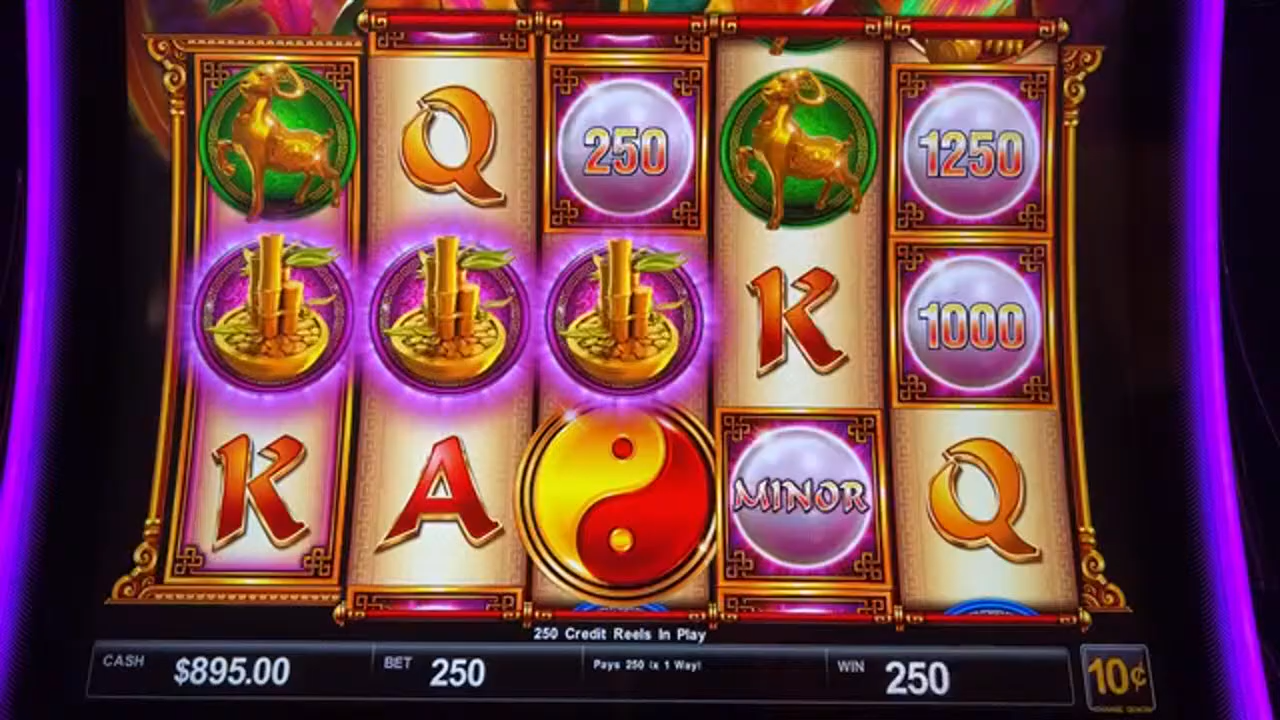 Q 250 1250
K 1000
K A MINOR Q
250 Credit Reels In Play
CASH $895.00 BET 250 Pays 250 (x 1 Way) WIN 250 10¢